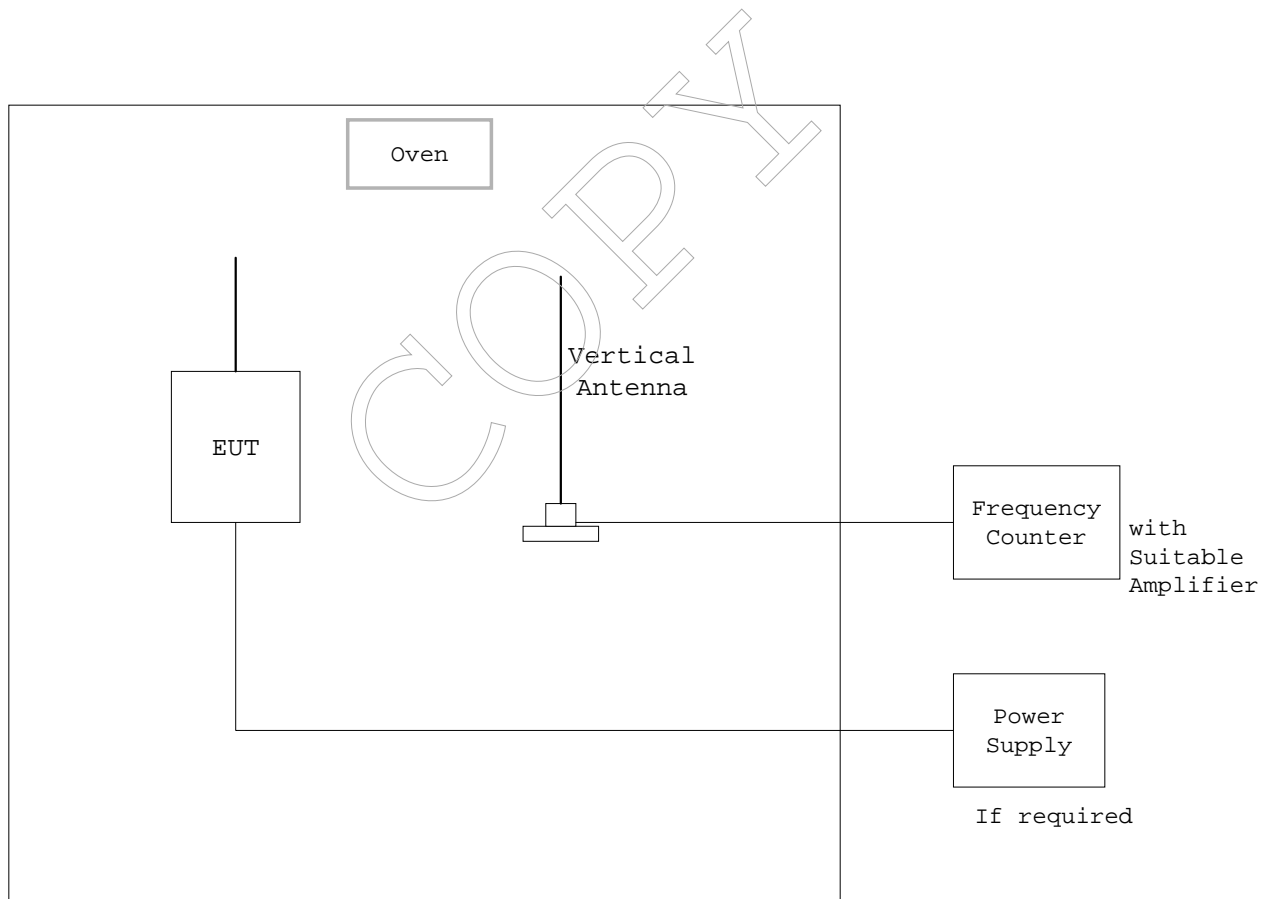 COPY
Oven
Vertical
Antenna
EUT
Frequency
Counter
with
Suitable
Amplifier
Power
Supply
If required